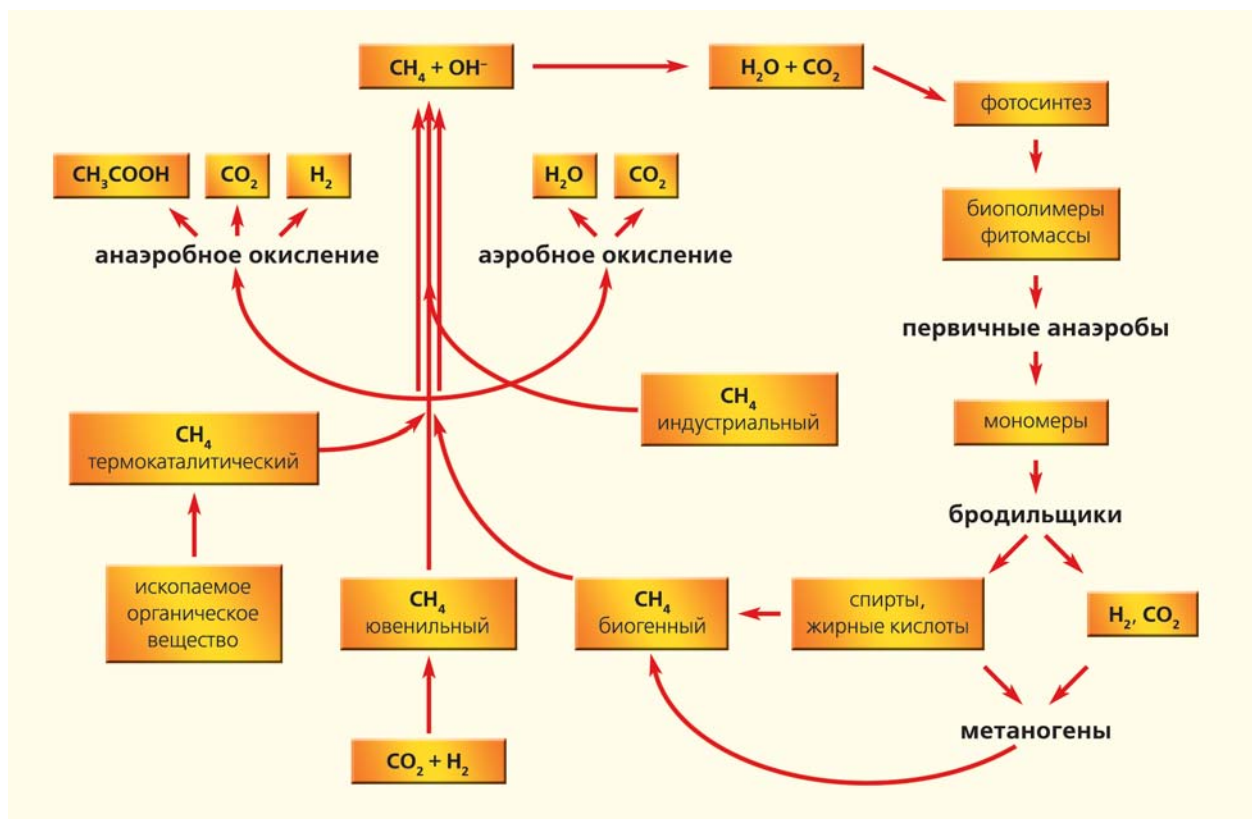 CH₄ + OH⁻
H₂O + CO₂
фотосинтез
CH₃COOH
CO₂
H₂
H₂O
CO₂
биополимеры
фитомассы
анаэробное окисление
аэробное окисление
первичные анаэробы
CH₄
индустриальный
мономеры
CH₄
термокаталитический
бродильщики
ископаемое
органическое
вещество
CH₄
ювенильный
CH₄
биогенный
спирты,
жирные кислоты
H₂, CO₂
метаногены
CO₂ + H₂